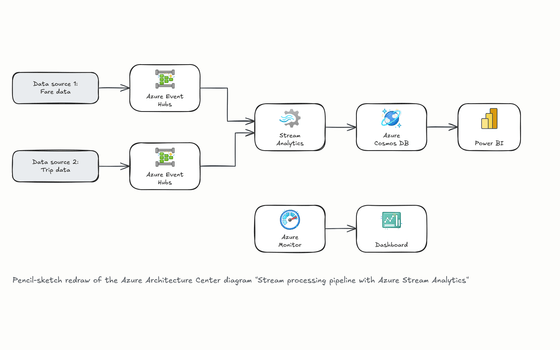 Data source 1:
Fare data
Azure Event
Hubs
Data source 2:
Trip data
Azure Event
Hubs
Stream
Analytics
Azure
Cosmos DB
Power BI
Azure
Monitor
Dashboard
Pencil-sketch redraw of the Azure Architecture Center diagram "Stream processing pipeline with Azure Stream Analytics"